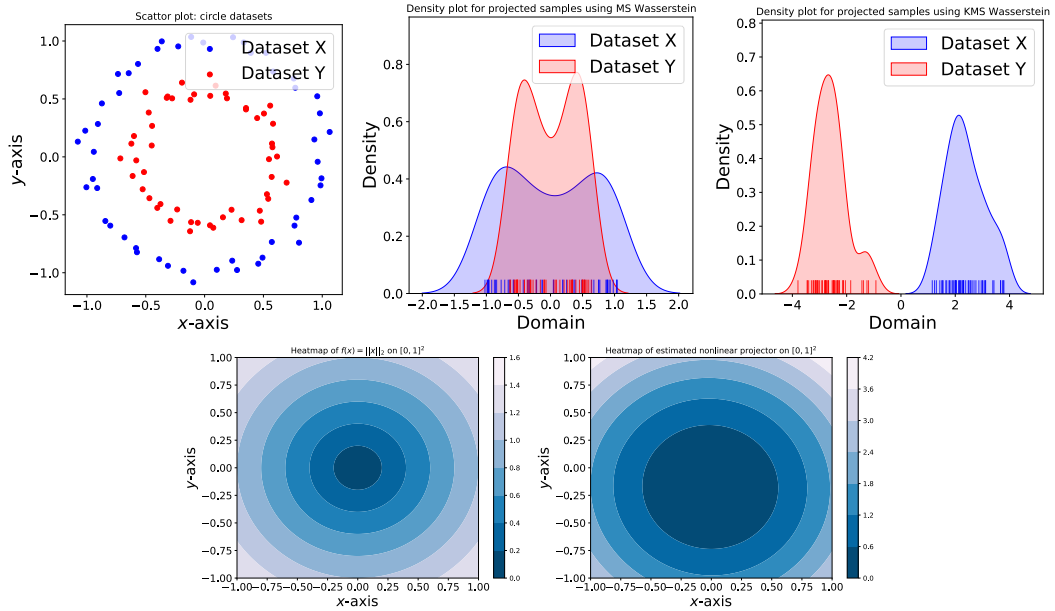 Scattor plot: circle datasets
Dataset X
Dataset Y
1.0
0.5
0.0
−0.5
−1.0
y-axis
−1.0 −0.5 0.0 0.5 1.0
x-axis
Density plot for projected samples using MS Wasserstein
Dataset X
Dataset Y
0.8
0.6
0.4
0.2
0.0
Density
−2.0 −1.5 −1.0 −0.5 0.0 0.5 1.0 1.5 2.0
Domain
Density plot for projected samples using KMS Wasserstein
Dataset X
Dataset Y
0.8
0.7
0.6
0.5
0.4
0.3
0.2
0.1
0.0
Density
−4 −2 0 2 4
Domain
Heatmap of f(x) = ||x||₂ on [0, 1]²
1.00
0.75
0.50
0.25
0.00
−0.25
−0.50
−0.75
−1.00
y-axis
−1.00 −0.75 −0.50 −0.25 0.00 0.25 0.50 0.75 1.00
x-axis
1.6
1.4
1.2
1.0
0.8
0.6
0.4
0.2
0.0
Heatmap of estimated nonlinear projector on [0, 1]²
1.00
0.75
0.50
0.25
0.00
−0.25
−0.50
−0.75
−1.00
y-axis
−1.00 −0.75 −0.50 −0.25 0.00 0.25 0.50 0.75 1.00
x-axis
4.2
3.6
3.0
2.4
1.8
1.2
0.6
0.0